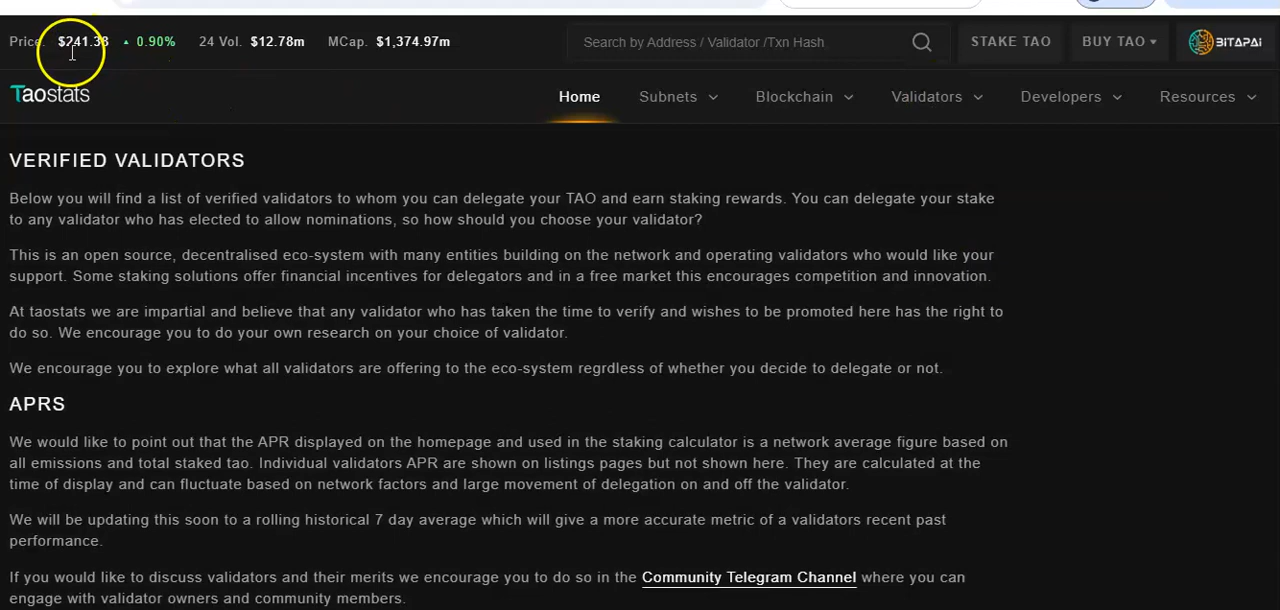 Price: $241.38 ▲ 0.90% 24 Vol. $12.78m MCap. $1,374.97m Search by Address / Validator /Txn Hash STAKE TAO BUY TAO ▾ BITAPAI
Taostats Home Subnets Blockchain Validators Developers Resources
VERIFIED VALIDATORS
Below you will find a list of verified validators to whom you can delegate your TAO and earn staking rewards. You can delegate your stake
to any validator who has elected to allow nominations, so how should you choose your validator?
This is an open source, decentralised eco-system with many entities building on the network and operating validators who would like your
support. Some staking solutions offer financial incentives for delegators and in a free market this encourages competition and innovation.
At taostats we are impartial and believe that any validator who has taken the time to verify and wishes to be promoted here has the right to
do so. We encourage you to do your own research on your choice of validator.
We encourage you to explore what all validators are offering to the eco-system regrdless of whether you decide to delegate or not.
APRS
We would like to point out that the APR displayed on the homepage and used in the staking calculator is a network average figure based on
all emissions and total staked tao. Individual validators APR are shown on listings pages but not shown here. They are calculated at the
time of display and can fluctuate based on network factors and large movement of delegation on and off the validator.
We will be updating this soon to a rolling historical 7 day average which will give a more accurate metric of a validators recent past
performance.
If you would like to discuss validators and their merits we encourage you to do so in the Community Telegram Channel where you can
engage with validator owners and community members.